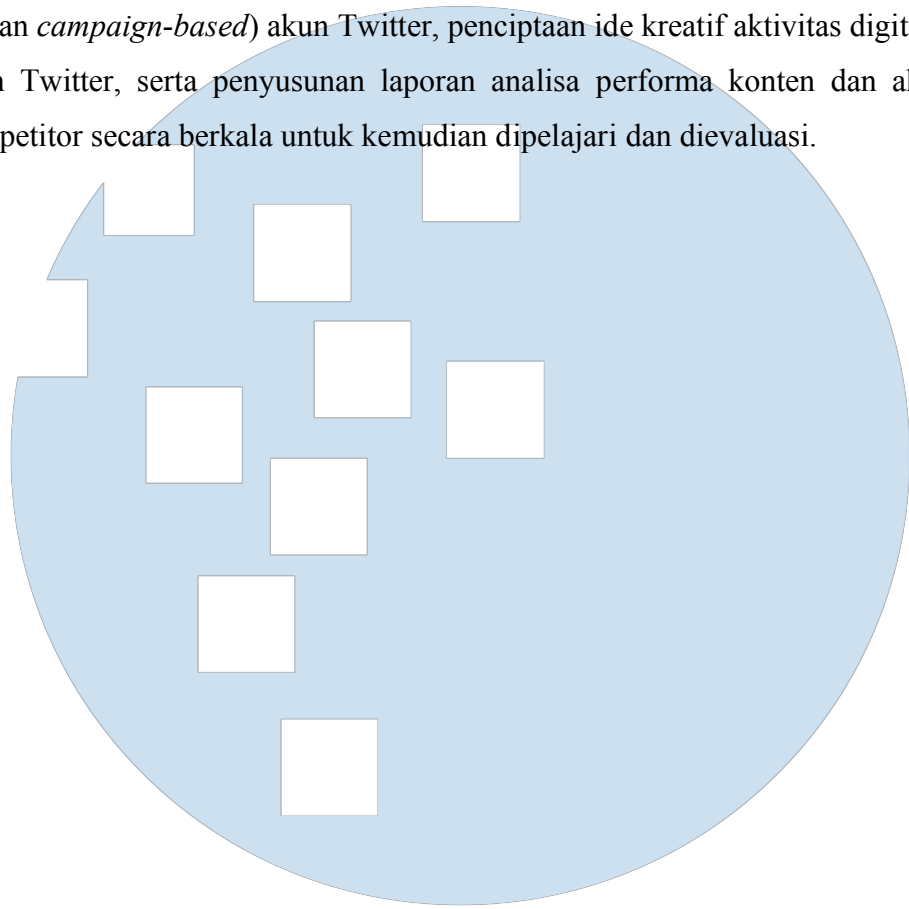 an campaign-based) akun Twitter, penciptaan ide kreatif aktivitas digit
Twitter, serta penyusunan laporan analisa performa konten dan
petitor secara berkala untuk kemudian dipelajari dan dievaluasi.